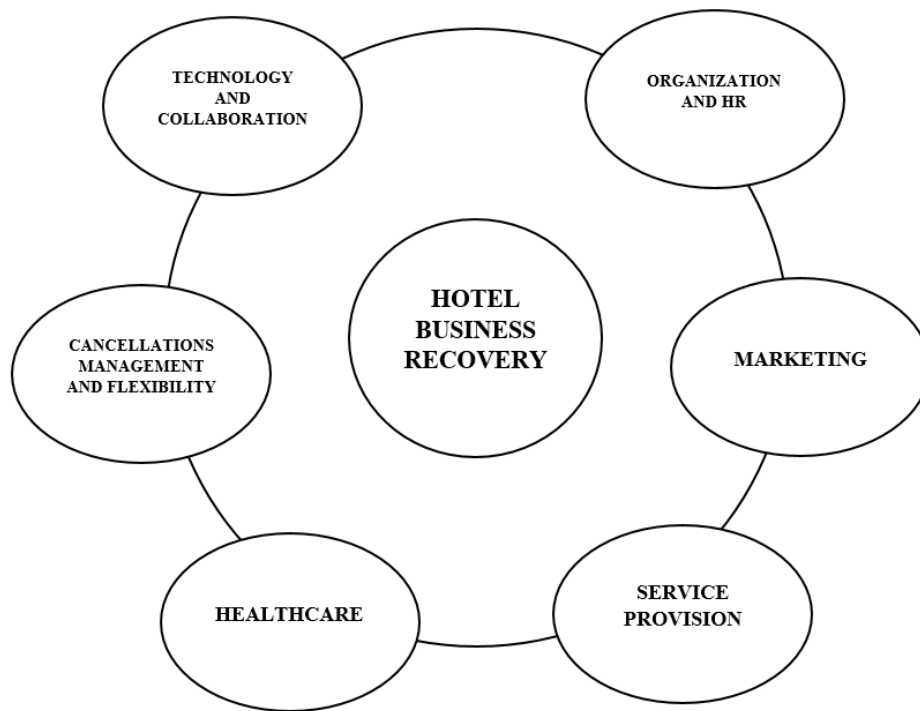 TECHNOLOGY
AND
COLLABORATION
ORGANIZATION
AND HR
HOTEL
BUSINESS
RECOVERY
CANCELLATIONS
MANAGEMENT
AND FLEXIBILITY
MARKETING
HEALTHCARE
SERVICE
PROVISION